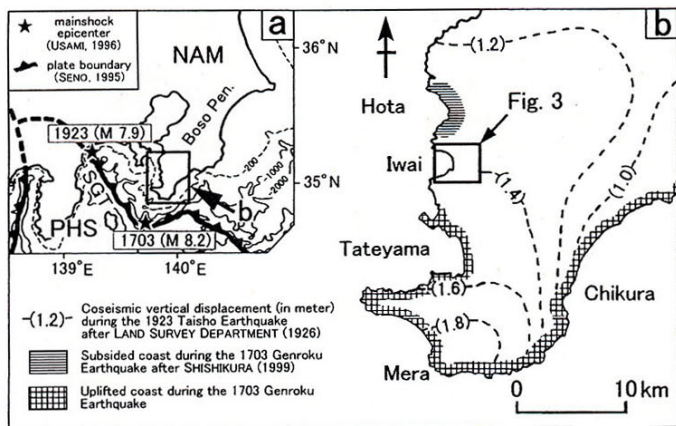 a
★ mainshock epicenter
(USAMI, 1996)
plate boundary
(SENO, 1995)
NAM
36°N
Boso Pen.
1923 (M 7.9)
SG
-200
-1000
-2000
35°N
b
PHS
1703 (M 8.2)
139°E
140°
-(1.2)- Coseismic vertical displacement (in meter)
during the 1923 Taisho Earthquake
after LAND SURVEY DEPARTMENT (1926)
Subsided coast during the 1703 Genroku
Earthquake after SHISHIKURA (1999)
Uplifted coast during the 1703 Genroku
Earthquake
b
(1.2)
Hota
Fig. 3
Iwai
(1.4)
(1.0)
Tateyama
(1.6)
Chikura
(1.8)
Mera
0 10 km